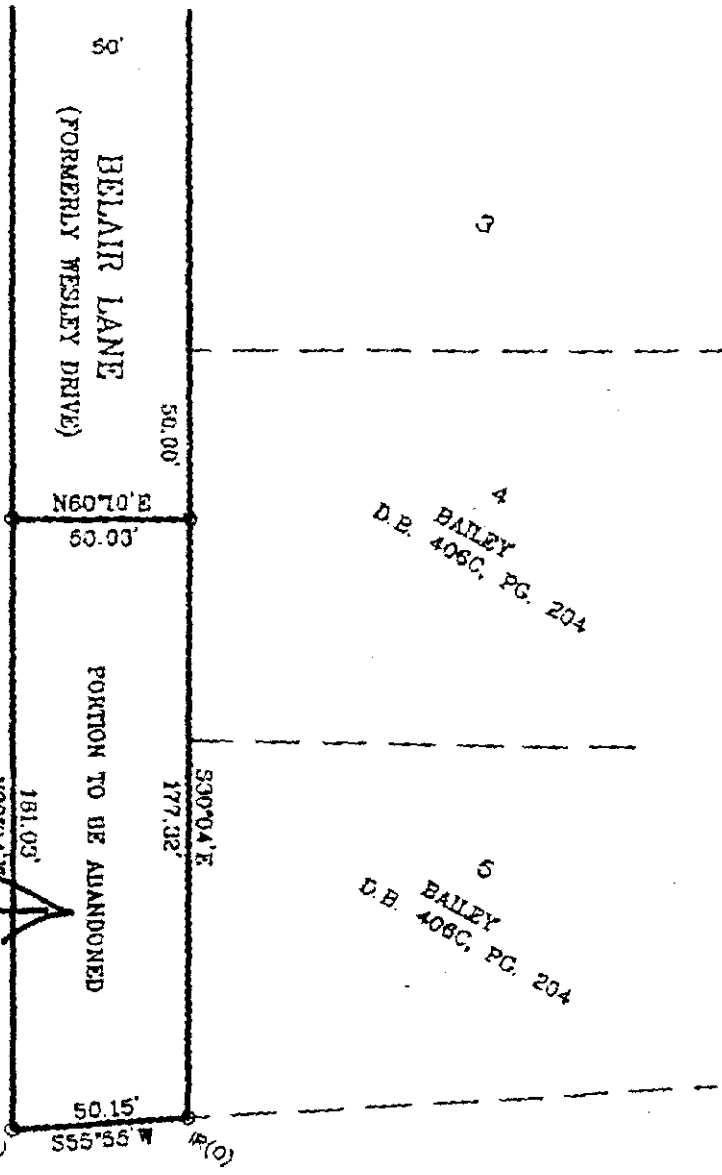 50'
BELAIR LANE
(FORMERLY WESLEY DRIVE)
3
50.00'
N60°10'E
50.03'
4
BAILEY
D.B. 406C, PG. 204
PORTION TO BE ABANDONED
181.03'
S30°04'E
177.32'
5
BAILEY
D.B. 406C, PG. 204
50.15'
S55°55'W
IR(O)